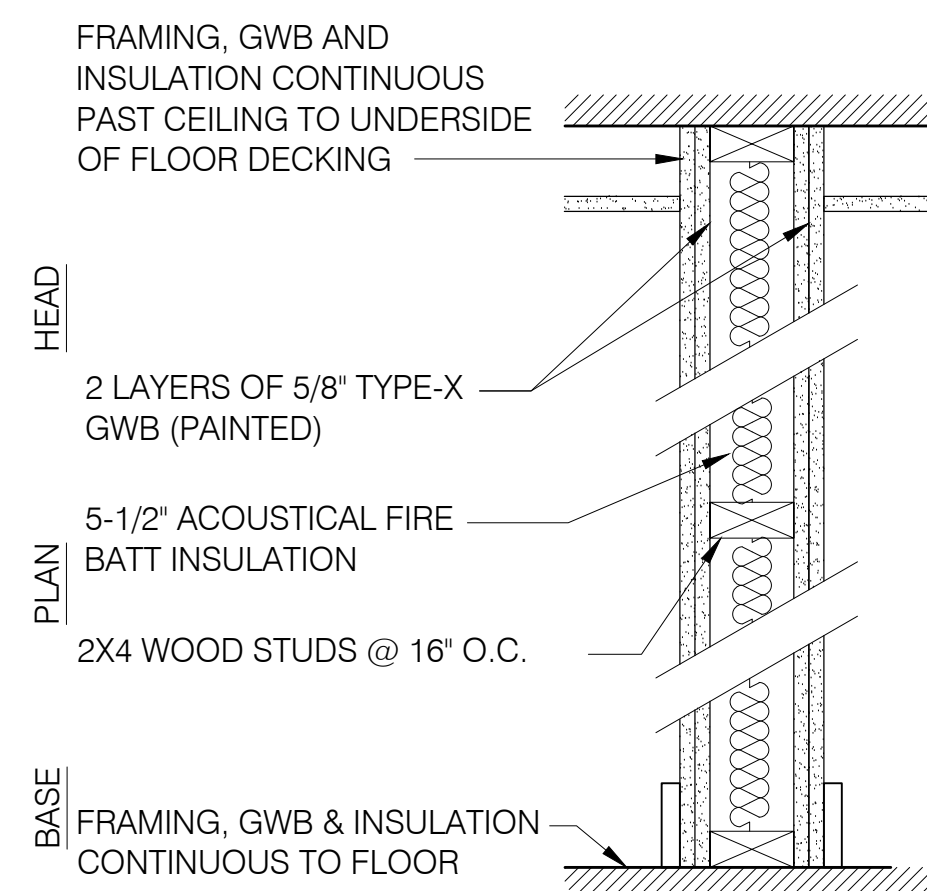 FRAMING, GWB AND
INSULATION CONTINUOUS
PAST CEILING TO UNDERSIDE
OF FLOOR DECKING
HEAD
2 LAYERS OF 5/8" TYPE-X
GWB (PAINTED)
5-1/2" ACOUSTICAL FIRE
BATT INSULATION
PLAN
2X4 WOOD STUDS @ 16" O.C.
BASE
FRAMING, GWB & INSULATION
CONTINUOUS TO FLOOR